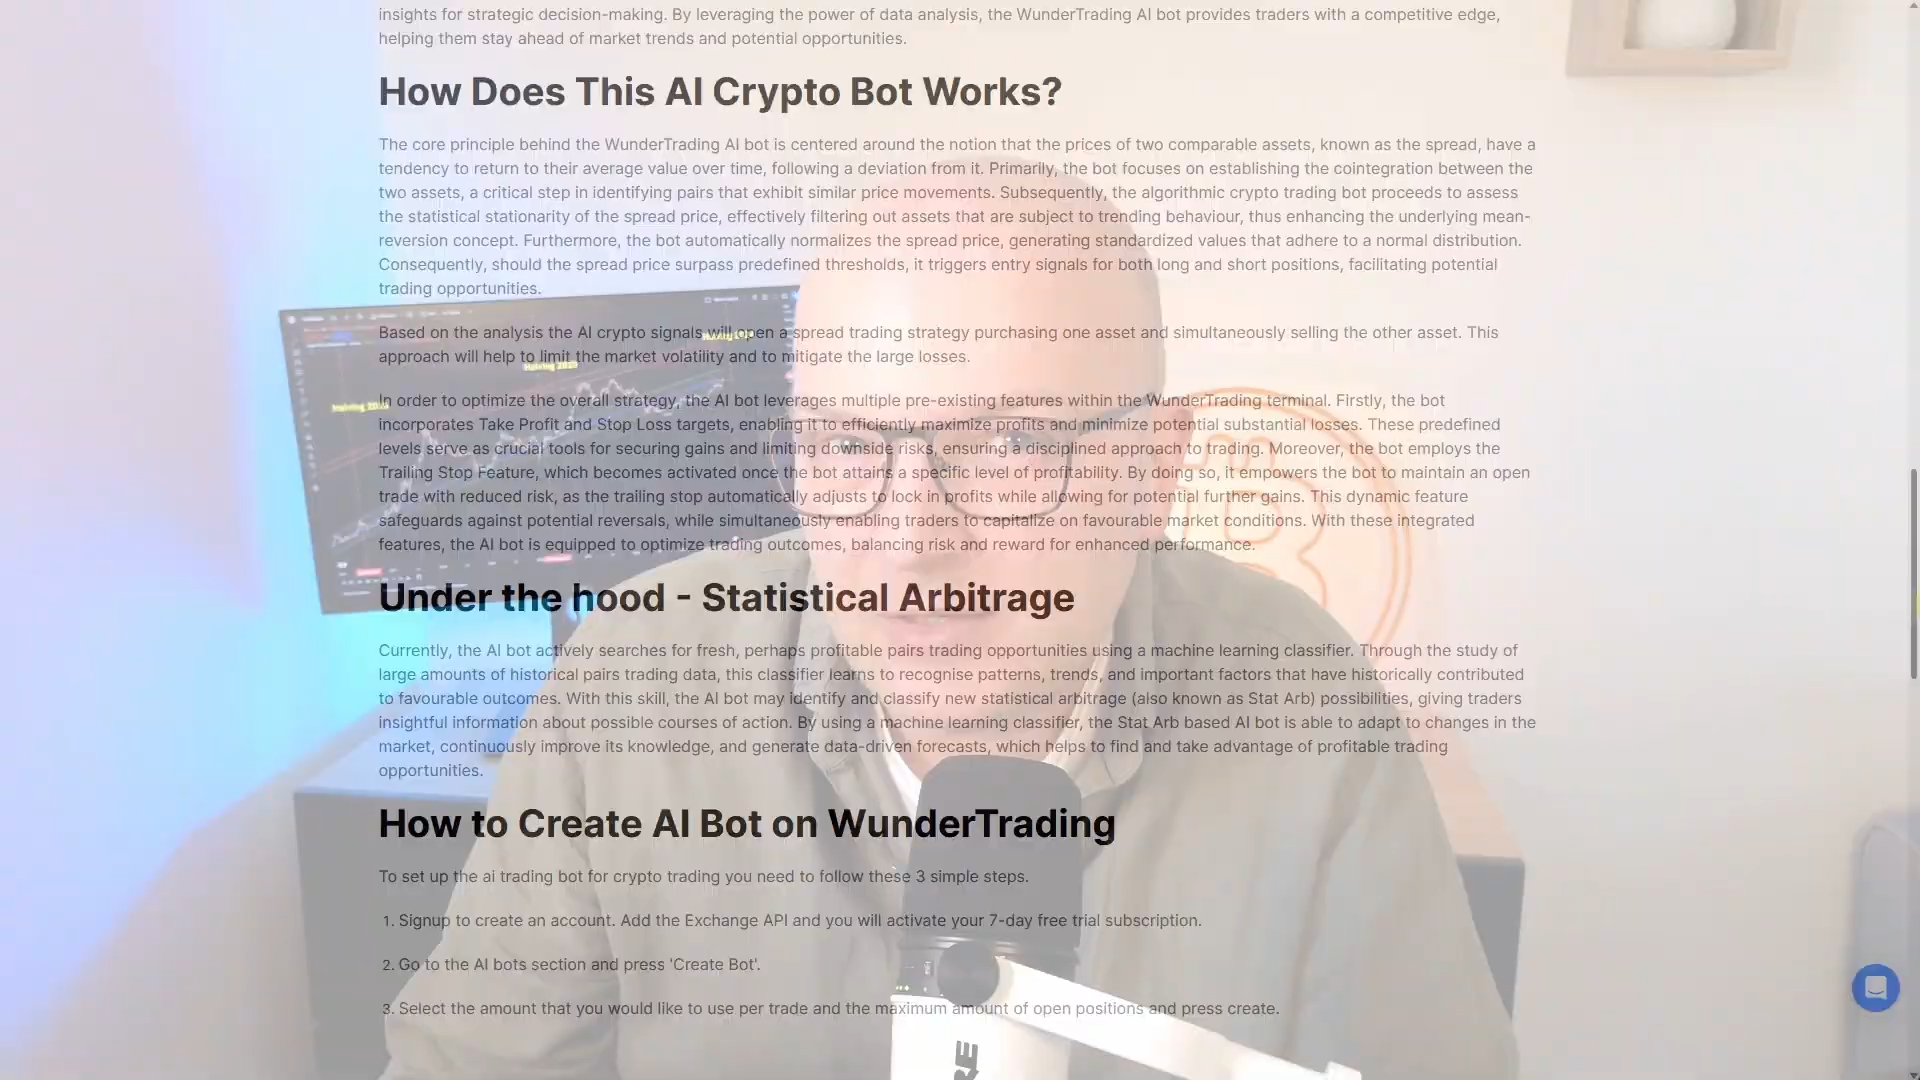 insights for strategic decision-making. By leveraging the power of data analysis, the WunderTrading AI bot provides traders with a competitive edge,
helping them stay ahead of market trends and potential opportunities.
How Does This AI Crypto Bot Works?
The core principle behind the WunderTrading AI bot is centered around the notion that the prices of two comparable assets, known as the spread, have a
tendency to return to their average value over time, following a deviation from it. Primarily, the bot focuses on establishing the cointegration between the
two assets, a critical step in identifying pairs that exhibit similar price movements. Subsequently, the algorithmic crypto trading bot proceeds to assess
the statistical stationarity of the spread price, effectively filtering out assets that are subject to trending behaviour, thus enhancing the underlying mean-
reversion concept. Furthermore, the bot automatically normalizes the spread price, generating standardized values that adhere to a normal distribution.
Consequently, should the spread price surpass predefined thresholds, it triggers entry signals for both long and short positions, facilitating potential
trading opportunities.
Based on the analysis the AI crypto signals will open a spread trading strategy purchasing one asset and simultaneously selling the other asset. This
approach will help to limit the market volatility and to mitigate the large losses.
In order to optimize the overall strategy, the AI bot leverages multiple pre-existing features within the WunderTrading terminal. Firstly, the bot
incorporates Take Profit and Stop Loss targets, enabling it to efficiently maximize profits and minimize potential substantial losses. These predefined
levels serve as crucial tools for securing gains and limiting downside risks, ensuring a disciplined approach to trading. Moreover, the bot employs the
Trailing Stop Feature, which becomes activated once the bot attains a specific level of profitability. By doing so, it empowers the bot to maintain an open
trade with reduced risk, as the trailing stop automatically adjusts to lock in profits while allowing for potential further gains. This dynamic feature
safeguards against potential reversals, while simultaneously enabling traders to capitalize on favourable market conditions. With these integrated
features, the AI bot is equipped to optimize trading outcomes, balancing risk and reward for enhanced performance.
Under the hood - Statistical Arbitrage
Currently, the AI bot actively searches for fresh, perhaps profitable pairs trading opportunities using a machine learning classifier. Through the study of
large amounts of historical pairs trading data, this classifier learns to recognise patterns, trends, and important factors that have historically contributed
to favourable outcomes. With this skill, the AI bot may identify and classify new statistical arbitrage (also known as Stat Arb) possibilities, giving traders
insightful information about possible courses of action. By using a machine learning classifier, the Stat Arb based AI bot is able to adapt to changes in the
market, continuously improve its knowledge, and generate data-driven forecasts, which helps to find and take advantage of profitable trading
opportunities.
How to Create AI Bot on WunderTrading
To set up the ai trading bot for crypto trading you need to follow these 3 simple steps.
1. Signup to create an account. Add the Exchange API and you will activate your 7-day free trial subscription.
2. Go to the AI bots section and press 'Create Bot'.
3. Select the amount that you would like to use per trade and the maximum amount of open positions and press create.
RE